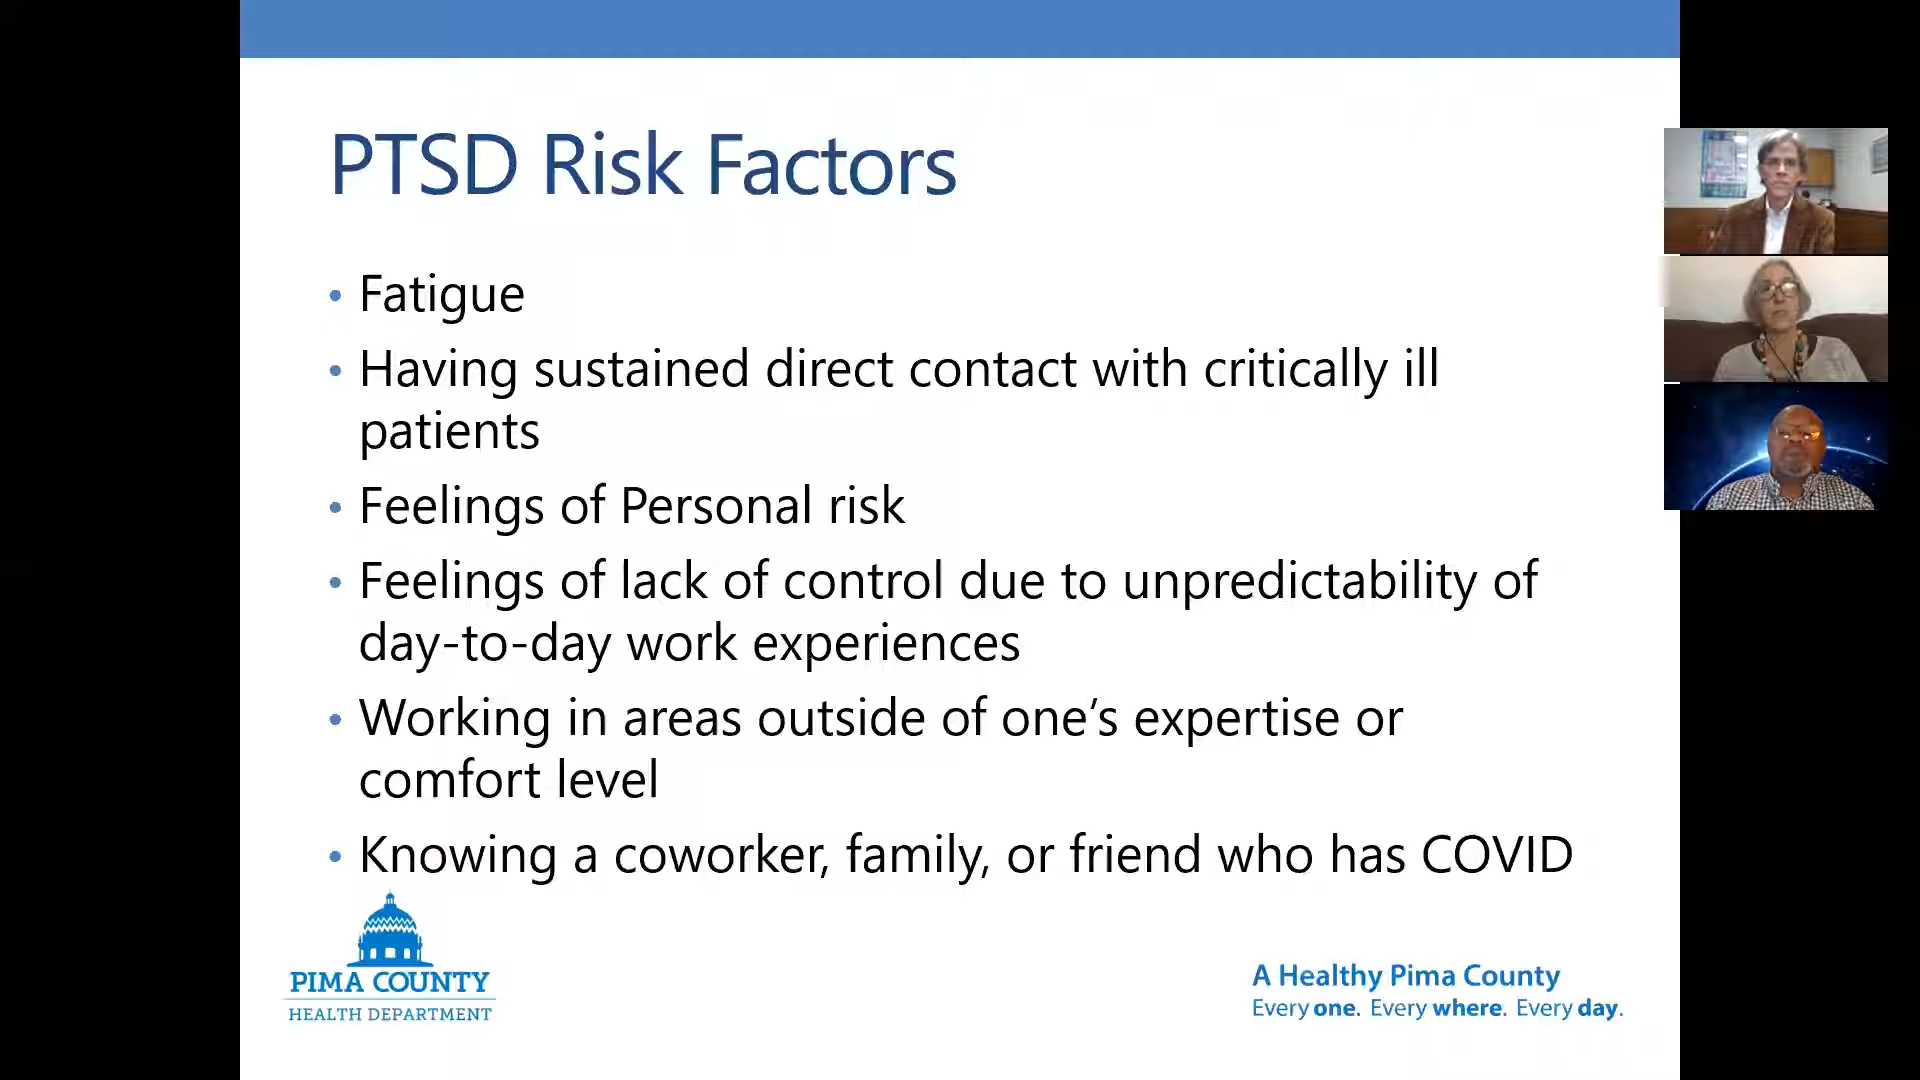 PTSD Risk Factors
• Fatigue
• Having sustained direct contact with critically ill
patients
• Feelings of Personal risk
• Feelings of lack of control due to unpredictability of
day-to-day work experiences
• Working in areas outside of one’s expertise or
comfort level
• Knowing a coworker, family, or friend who has COVID
PIMA COUNTY
HEALTH DEPARTMENT
A Healthy Pima County
Every one. Every where. Every day.